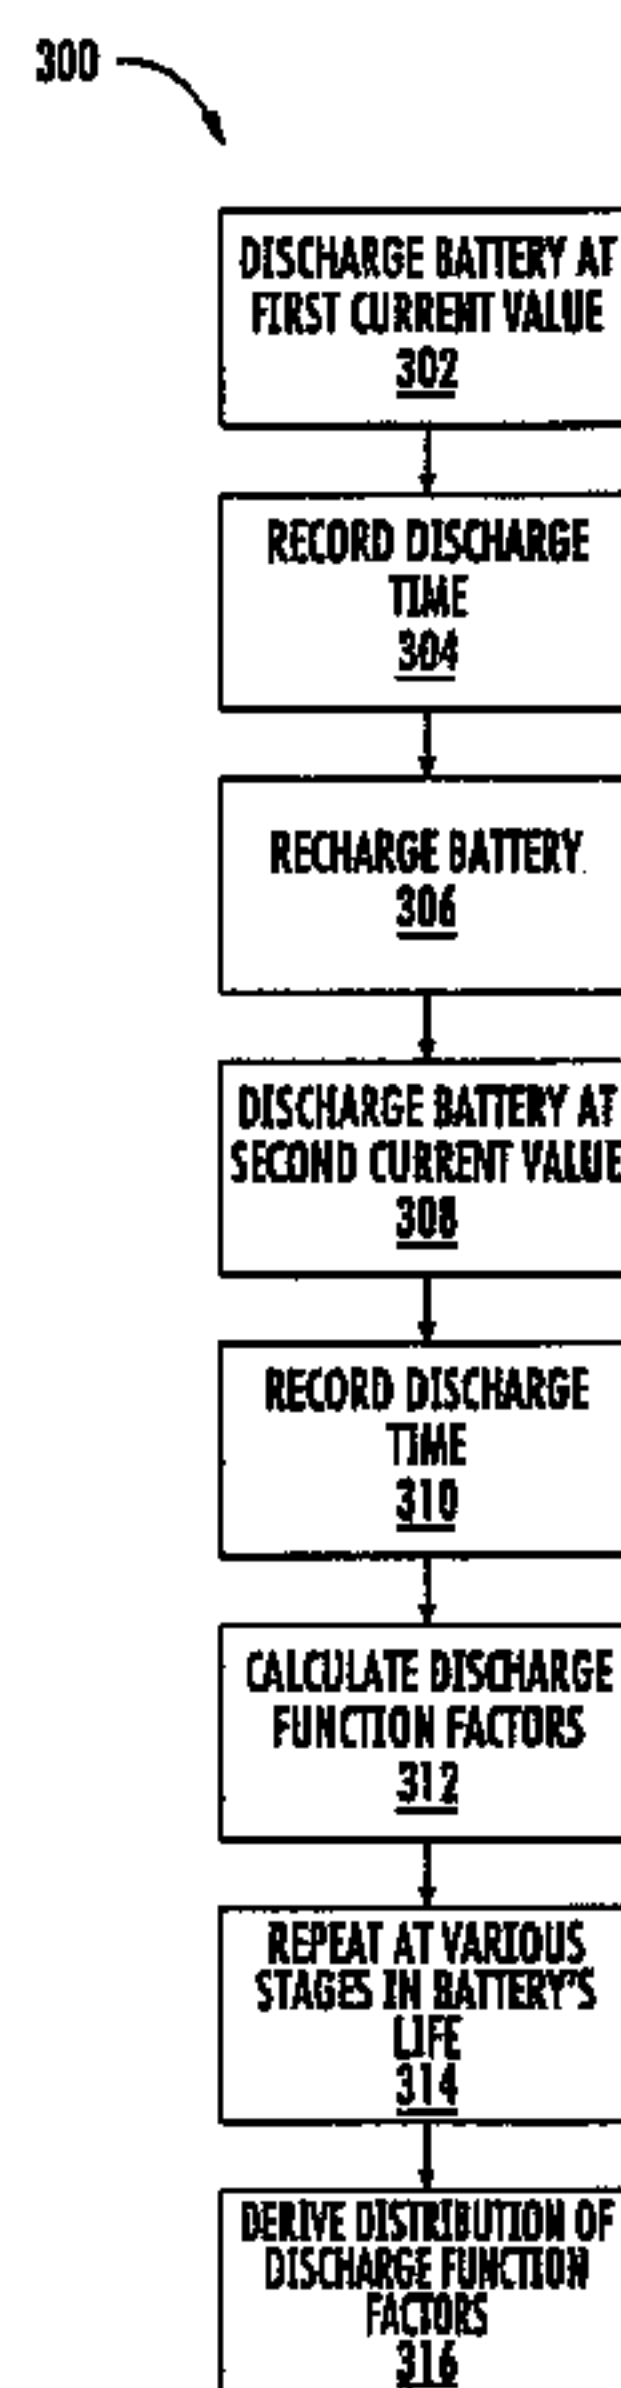 300
DISCHARGE BATTERY AT
FIRST CURRENT VALUE
302
RECORD DISCHARGE
TIME
304
RECHARGE BATTERY
306
DISCHARGE BATTERY AT
SECOND CURRENT VALUE
308
RECORD DISCHARGE
TIME
310
CALCULATE DISCHARGE
FUNCTION FACTORS
312
REPEAT AT VARIOUS
STAGES IN BATTERY'S
LIFE
314
DERIVE DISTRIBUTION OF
DISCHARGE FUNCTION
FACTORS
316